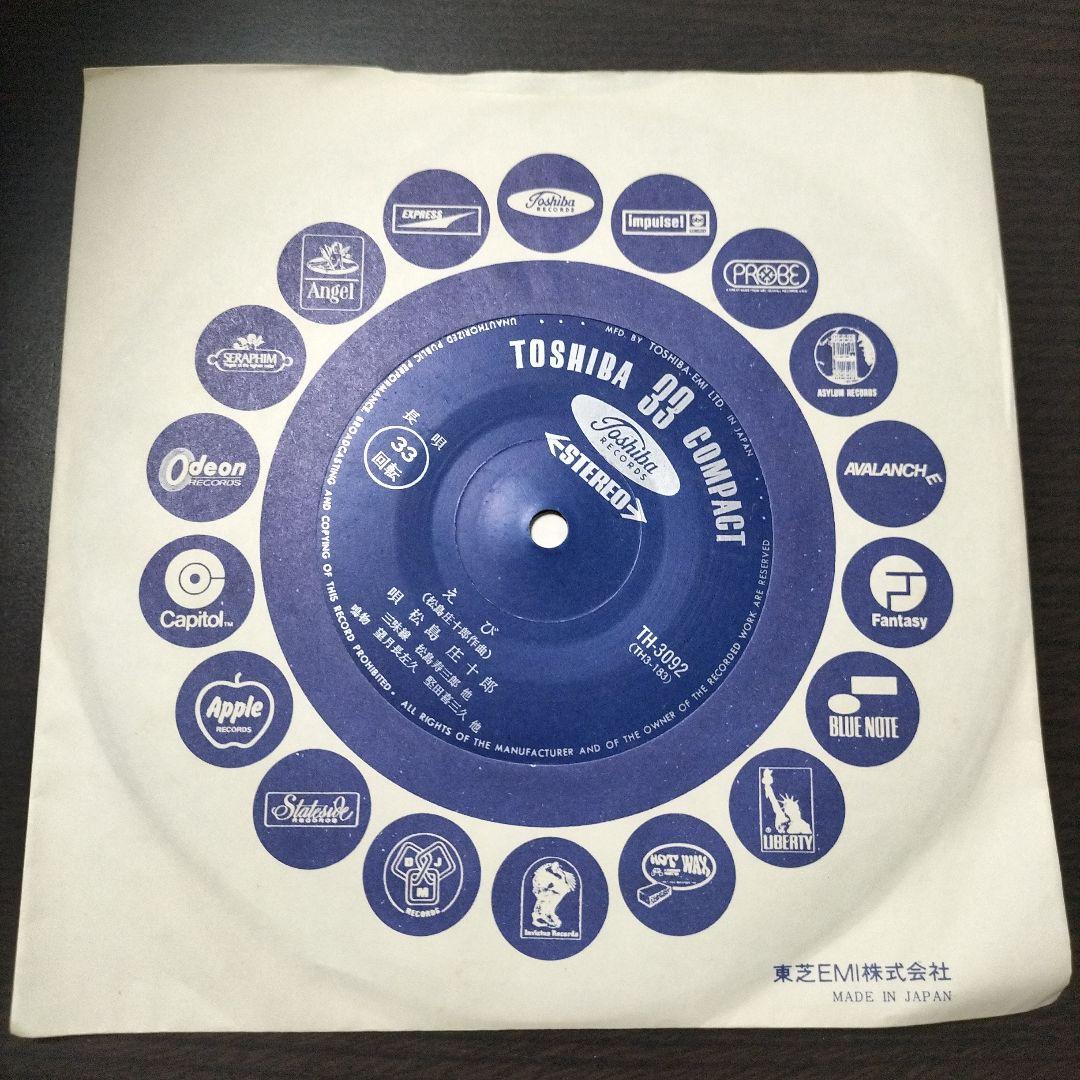 Toshiba
RECORDS
Impulse!
PROBE
ASYLUM RECORDS
AVALANCHE
Fantasy
BLUE NOTE
LIBERTY
HOT WAX
Invictus Records
BJM
RECORDS
Stateside
RECORDS
Apple
RECORDS
Capitol™
Odeon
RECORDS
SERAPHIM
Angel
EXPRESS
MFD. BY TOSHIBA-EMI LTD. IN JAPAN
UNAUTHORIZED PUBLIC PERFORMANCE, BROADCASTING AND COPYING OF THIS RECORD PROHIBITED. ALL RIGHTS OF THE MANUFACTURER AND OF THE OWNER OF THE RECORDED WORK ARE RESERVED
TOSHIBA 33 COMPACT
Toshiba
RECORDS
STEREO
長唄
33
回転
えび
(松島庄十郎作曲)
唄 松島庄十郎
三味線 松島寿三郎 他
鳴物 望月長左久 堅田喜三久 他
TH-3092
(TH3-183)
東芝EMI株式会社
MADE IN JAPAN